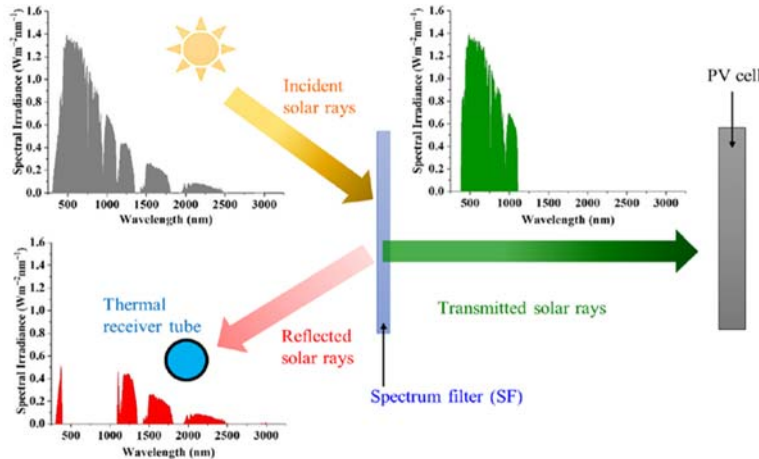 Spectral Irradiance (Wm⁻²nm⁻¹)
1.6
1.4
1.2
1.0
0.8
0.6
0.4
0.2
0.0
500 1000 1500 2000 2500 3000
Wavelength (nm)
Incident
solar rays
Spectral Irradiance (Wm⁻²nm⁻¹)
1.6
1.4
1.2
1.0
0.8
0.6
0.4
0.2
0.0
500 1000 1500 2000 2500 3000
Wavelength (nm)
PV cell
Spectral Irradiance (Wm⁻²nm⁻¹)
1.6
1.4
1.2
1.0
0.8
0.6
0.4
0.2
0.0
500 1000 1500 2000 2500 3000
Wavelength (nm)
Thermal
receiver tube
Reflected
solar rays
Transmitted solar rays
Spectrum filter (SF)